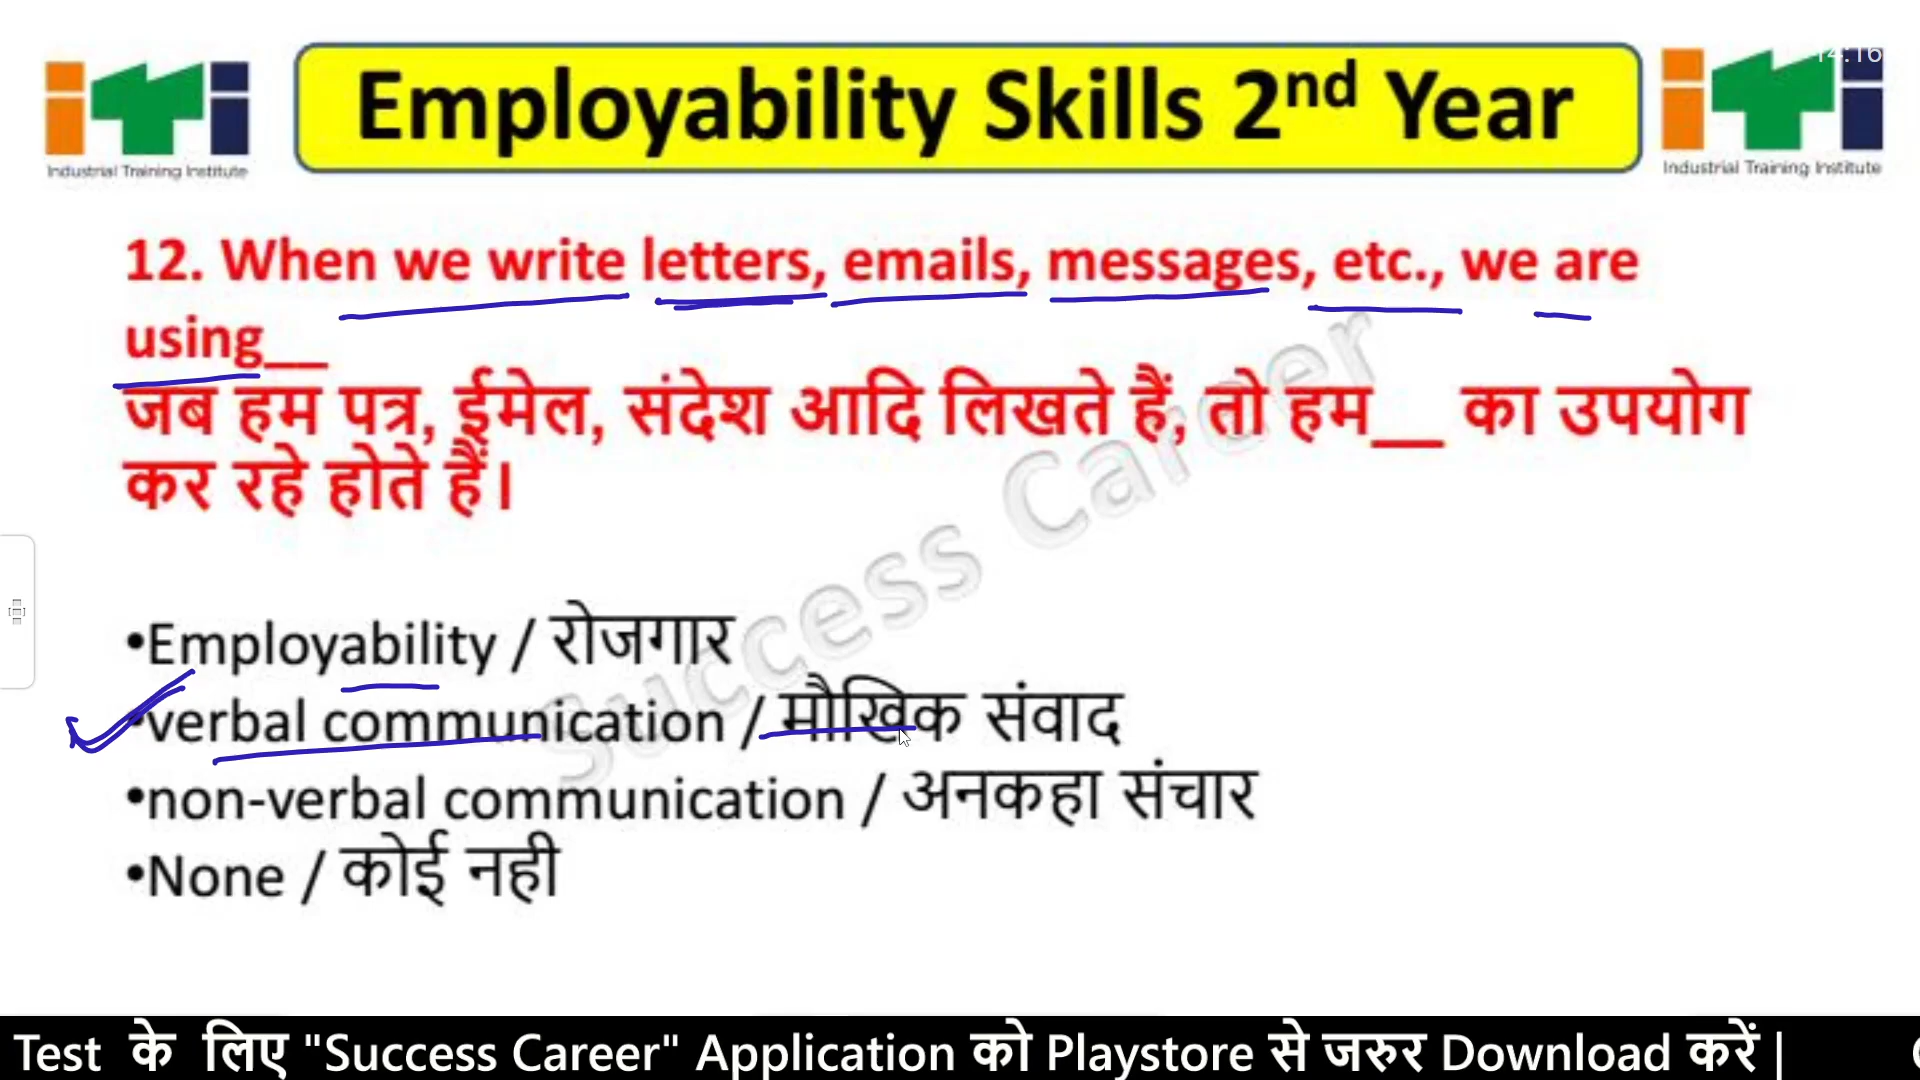 14:16
Employability Skills 2nd Year
Industrial Training Institute
Industrial Training Institute
12. When we write letters, emails, messages, etc., we are
using__
जब हम पत्र, ईमेल, संदेश आदि लिखते हैं, तो हम__ का उपयोग
कर रहे होते हैं।
Success Career
•Employability / रोजगार
•verbal communication / मौखिक संवाद
•non-verbal communication / अनकहा संचार
•None / कोई नही
Test के लिए "Success Career" Application को Playstore से जरुर Download करें |